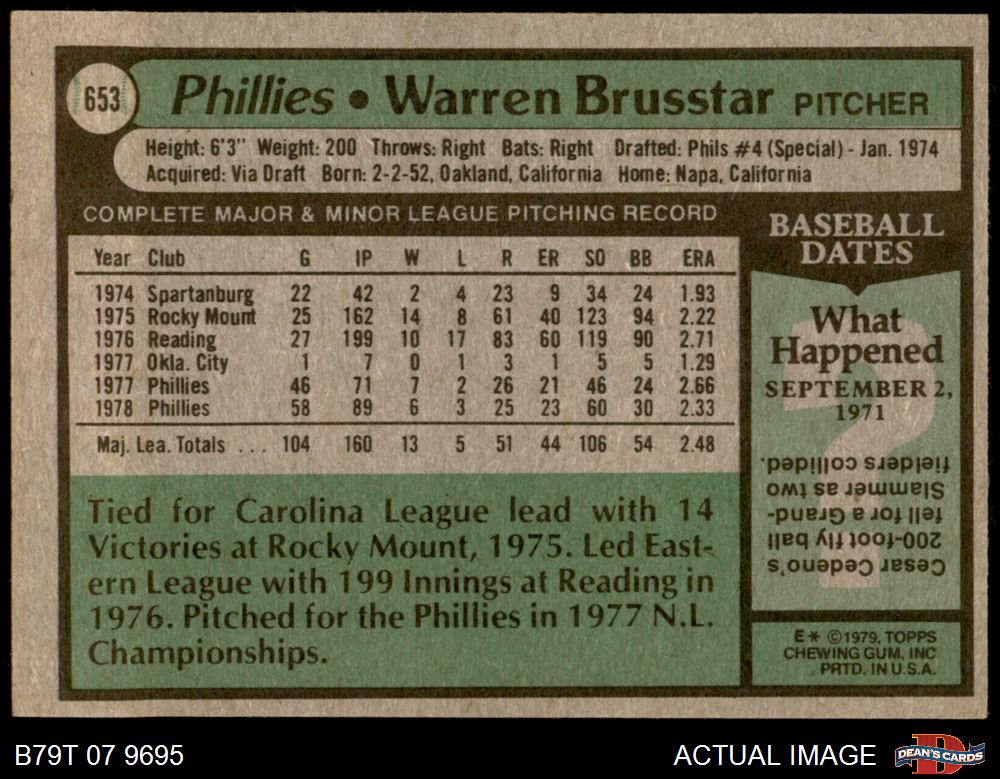 653
Phillies • Warren Brusstar PITCHER
Height: 6'3" Weight: 200 Throws: Right Bats: Right Drafted: Phils #4 (Special) - Jan. 1974
Acquired: Via Draft Born: 2-2-52, Oakland, California Home: Napa, California
COMPLETE MAJOR & MINOR LEAGUE PITCHING RECORD
Year Club G IP W L R ER SO BB ERA
1974 Spartanburg 22 42 2 4 23 9 34 24 1.93
1975 Rocky Mount 25 162 14 8 61 40 123 94 2.22
1976 Reading 27 199 10 17 83 60 119 90 2.71
1977 Okla. City 1 7 0 1 3 1 5 5 1.29
1977 Phillies 46 71 7 2 26 21 46 24 2.66
1978 Phillies 58 89 6 3 25 23 60 30 2.33
Maj. Lea. Totals ... 104 160 13 5 51 44 106 54 2.48
Tied for Carolina League lead with 14
Victories at Rocky Mount, 1975. Led East-
ern League with 199 Innings at Reading in
1976. Pitched for the Phillies in 1977 N.L.
Championships.
BASEBALL
DATES
What
Happened
SEPTEMBER 2,
1971
?
Cesar Cedeno's
200-foot fly ball
fell for a Grand-
Slammer as two
fielders collided.
E* ©1979, TOPPS
CHEWING GUM, INC
PRTD. IN U.S.A.
B79T 07 9695
ACTUAL IMAGE
DEAN'S CARDS